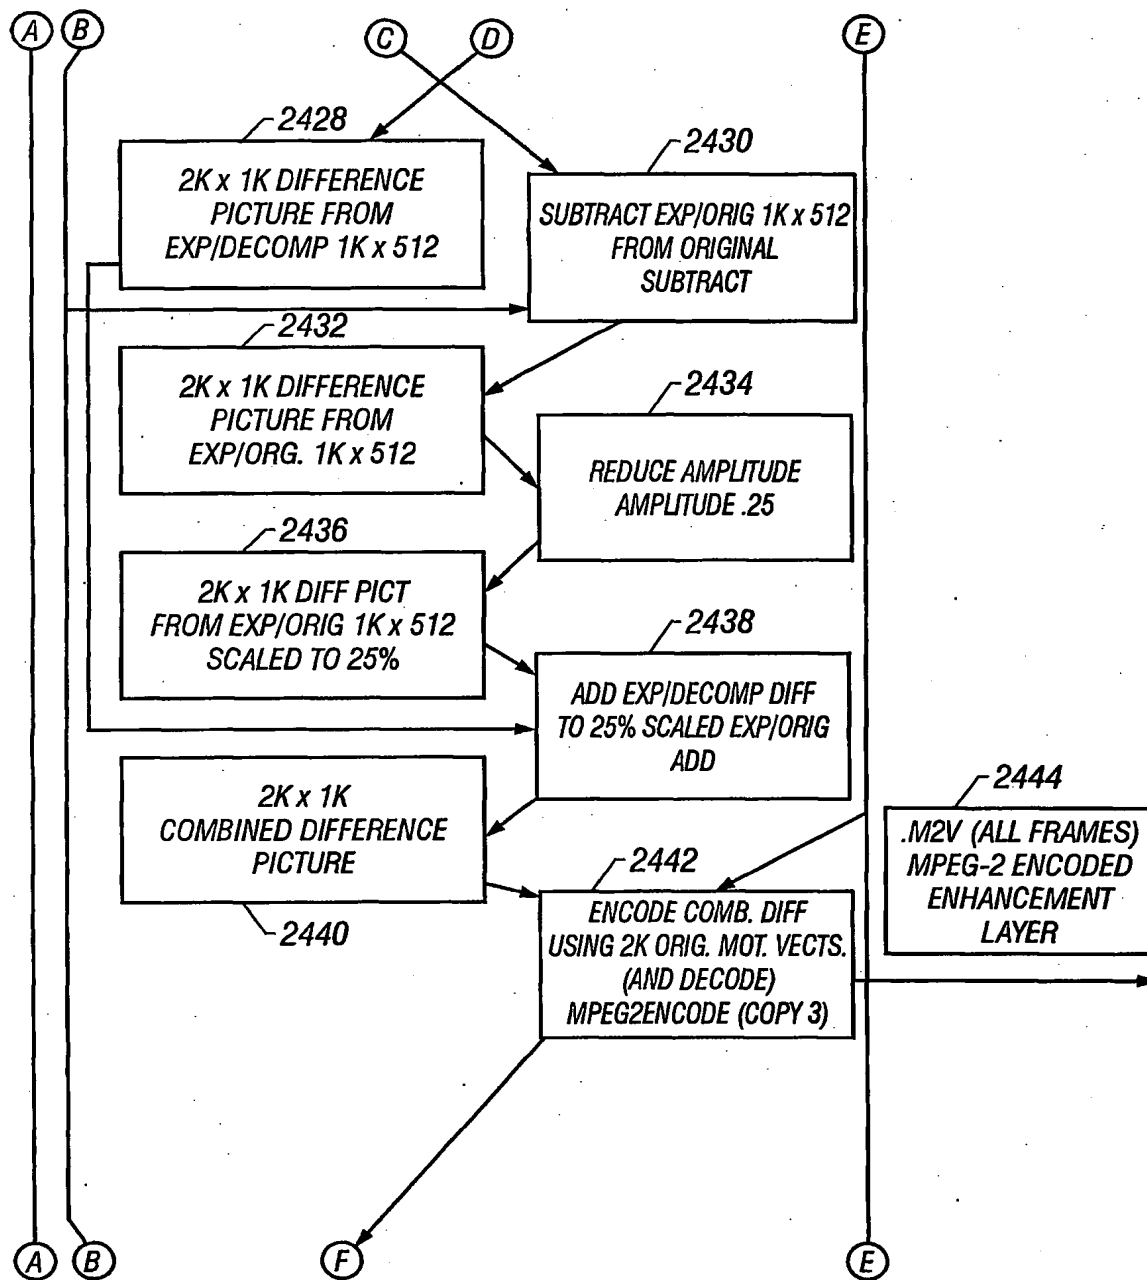 A
B
C
D
E
2428
2K x 1K DIFFERENCE
PICTURE FROM
EXP/DECOMP 1K x 512
2430
SUBTRACT EXP/ORIG 1K x 512
FROM ORIGINAL
SUBTRACT
2432
2K x 1K DIFFERENCE
PICTURE FROM
EXP/ORG. 1K x 512
2434
REDUCE AMPLITUDE
AMPLITUDE .25
2436
2K x 1K DIFF PICT
FROM EXP/ORIG 1K x 512
SCALED TO 25%
2438
ADD EXP/DECOMP DIFF
TO 25% SCALED EXP/ORIG
ADD
2K x 1K
COMBINED DIFFERENCE
PICTURE
2440
2442
ENCODE COMB. DIFF
USING 2K ORIG. MOT. VECTS.
(AND DECODE)
MPEG2ENCODE (COPY 3)
2444
.M2V (ALL FRAMES)
MPEG-2 ENCODED
ENHANCEMENT
LAYER
A
B
F
E